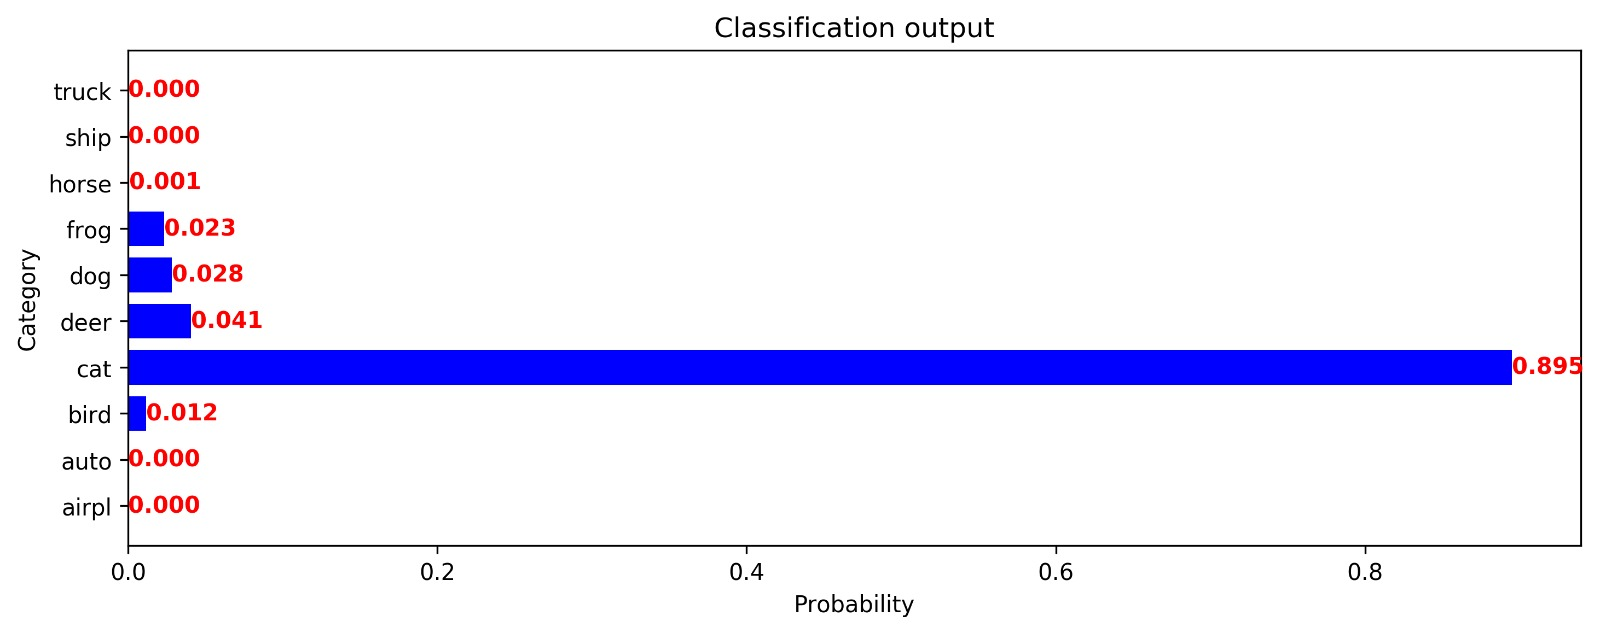 Classification output
Category
truck 0.000
ship 0.000
horse 0.001
frog 0.023
dog 0.028
deer 0.041
cat 0.895
bird 0.012
auto 0.000
airpl 0.000
0.0 0.2 0.4 0.6 0.8
Probability